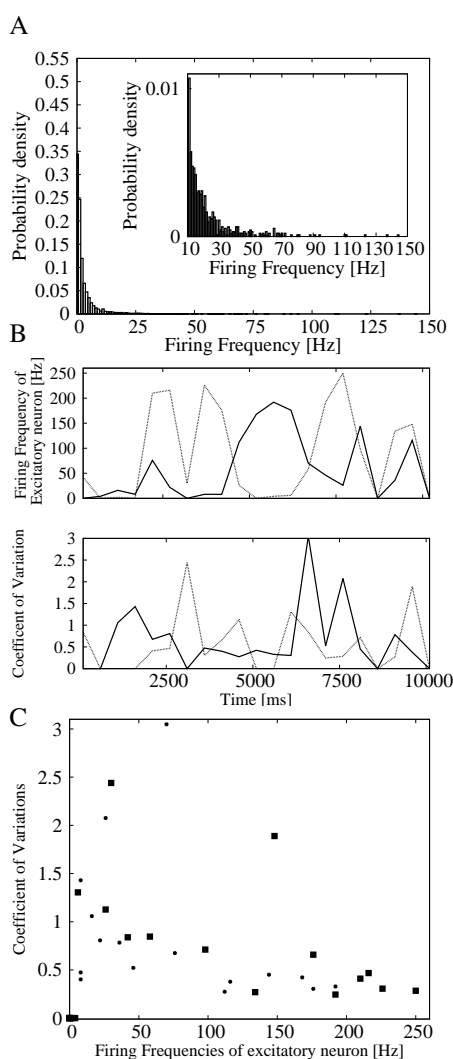 A
0.55
0.5
0.45
0.4
0.35
0.3
0.25
0.2
0.15
0.1
0.05
0
Probability density
0 25 50 75 100 125 150
Firing Frequency [Hz]
0.01
0
Probability density
10 30 50 70 90 110 130 150
Firing Frequency [Hz]
B
Firing Frequency of
Excitatory neuron [Hz]
250
200
150
100
50
0
Coefficent of Variation
3
2.5
2
1.5
1
0.5
0
2500 5000 7500 10000
Time [ms]
C
Coefficient of Variations
3
2.5
2
1.5
1
0.5
0
0 50 100 150 200 250
Firing Frequencies of excitatory neuron [Hz]